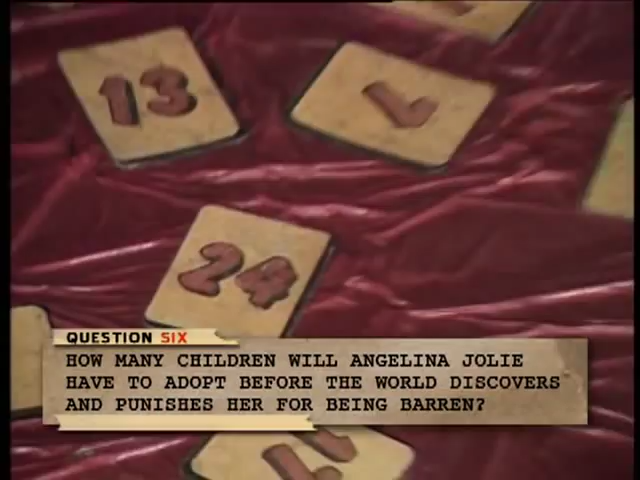 13
24
QUESTION SIX
HOW MANY CHILDREN WILL ANGELINA JOLIE
HAVE TO ADOPT BEFORE THE WORLD DISCOVERS
AND PUNISHES HER FOR BEING BARREN?